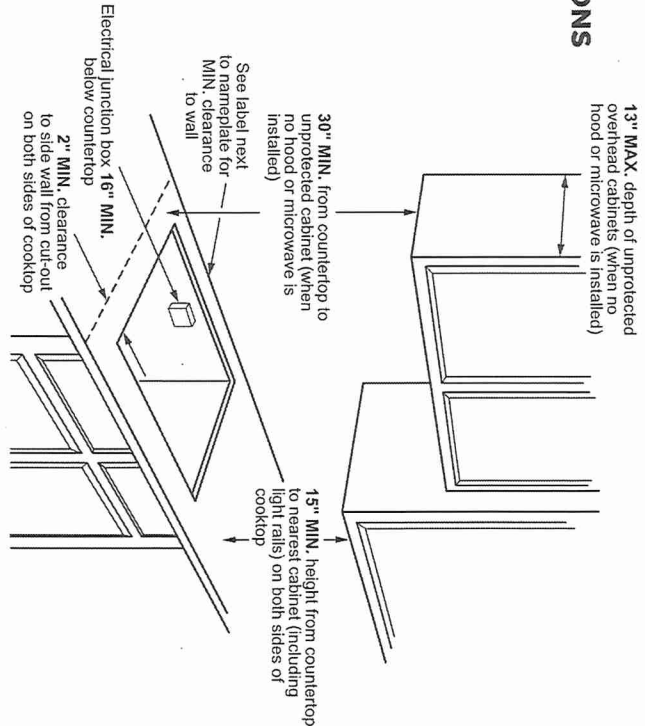 ONS
13" MAX. depth of unprotected
overhead cabinets (when no
hood or microwave is installed)
30" MIN. from countertop to
unprotected cabinet (when
no hood or microwave is
installed)
See label next
to nameplate for
MIN. clearance
to wall
Electrical junction box 16" MIN.
below countertop
2" MIN. clearance
to side wall from cut-out
on both sides of cooktop
15" MIN. height from countertop
to nearest cabinet (including
light rails) on both sides of
cooktop